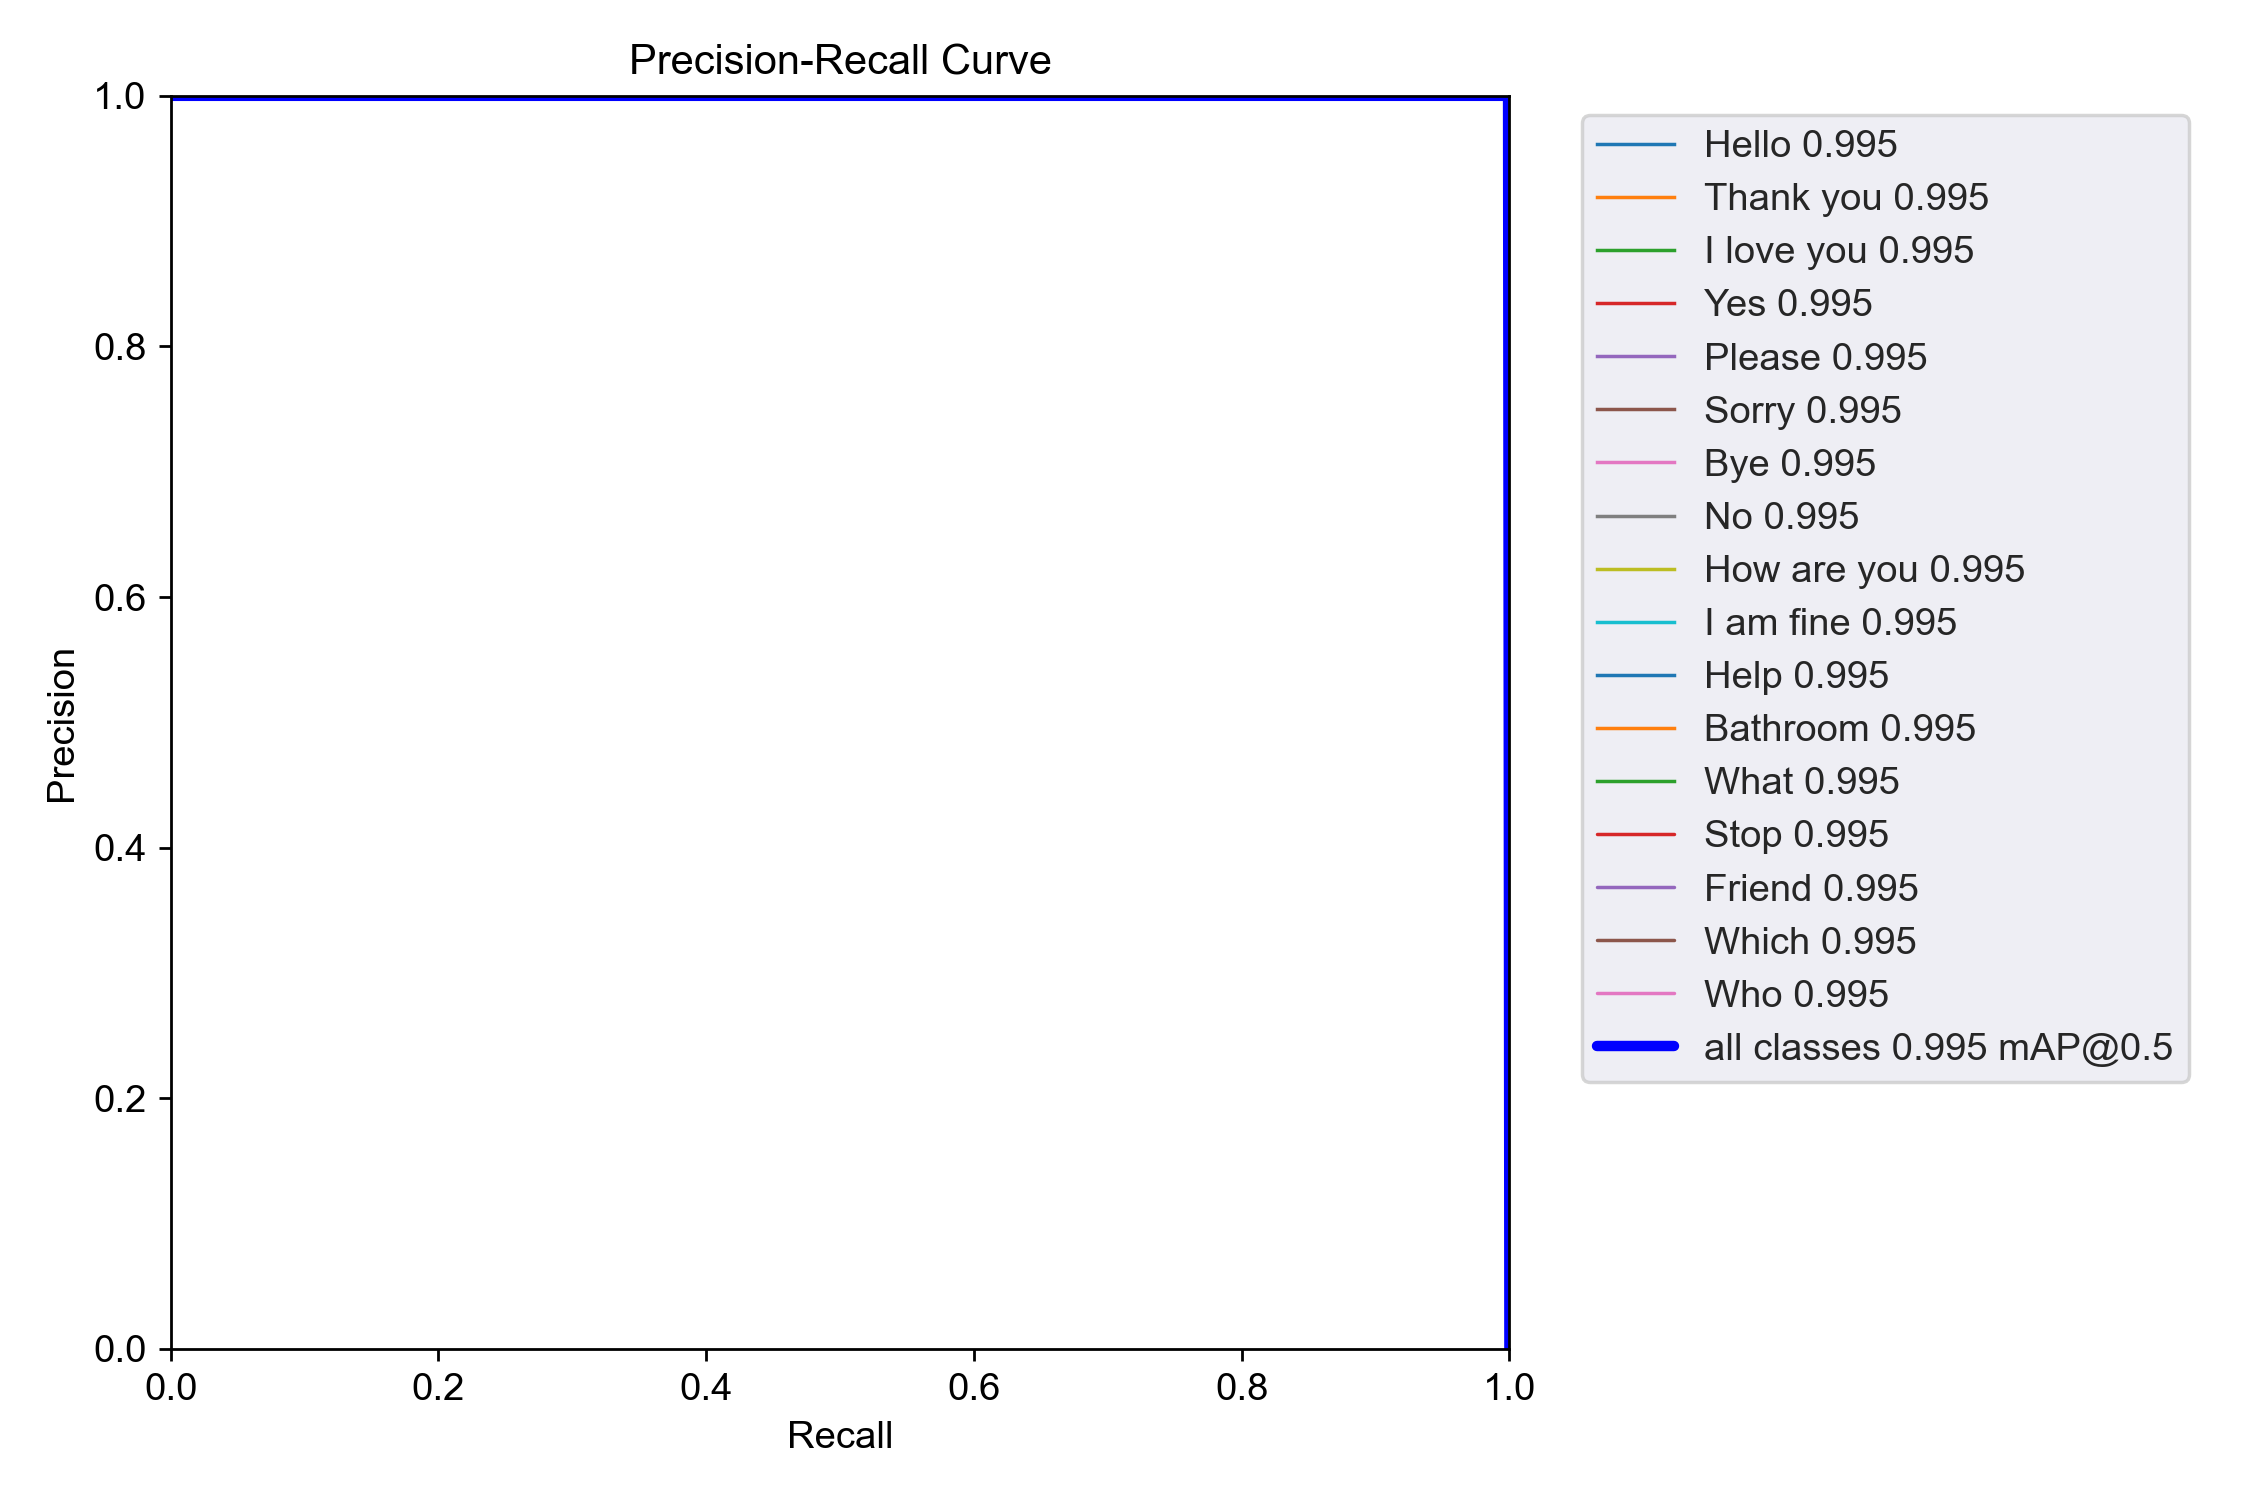 Precision-Recall Curve
1.0
0.8
0.6
0.4
0.2
0.0
Precision
0.0 0.2 0.4 0.6 0.8 1.0
Recall
Hello 0.995
Thank you 0.995
I love you 0.995
Yes 0.995
Please 0.995
Sorry 0.995
Bye 0.995
No 0.995
How are you 0.995
I am fine 0.995
Help 0.995
Bathroom 0.995
What 0.995
Stop 0.995
Friend 0.995
Which 0.995
Who 0.995
all classes 0.995 mAP@0.5